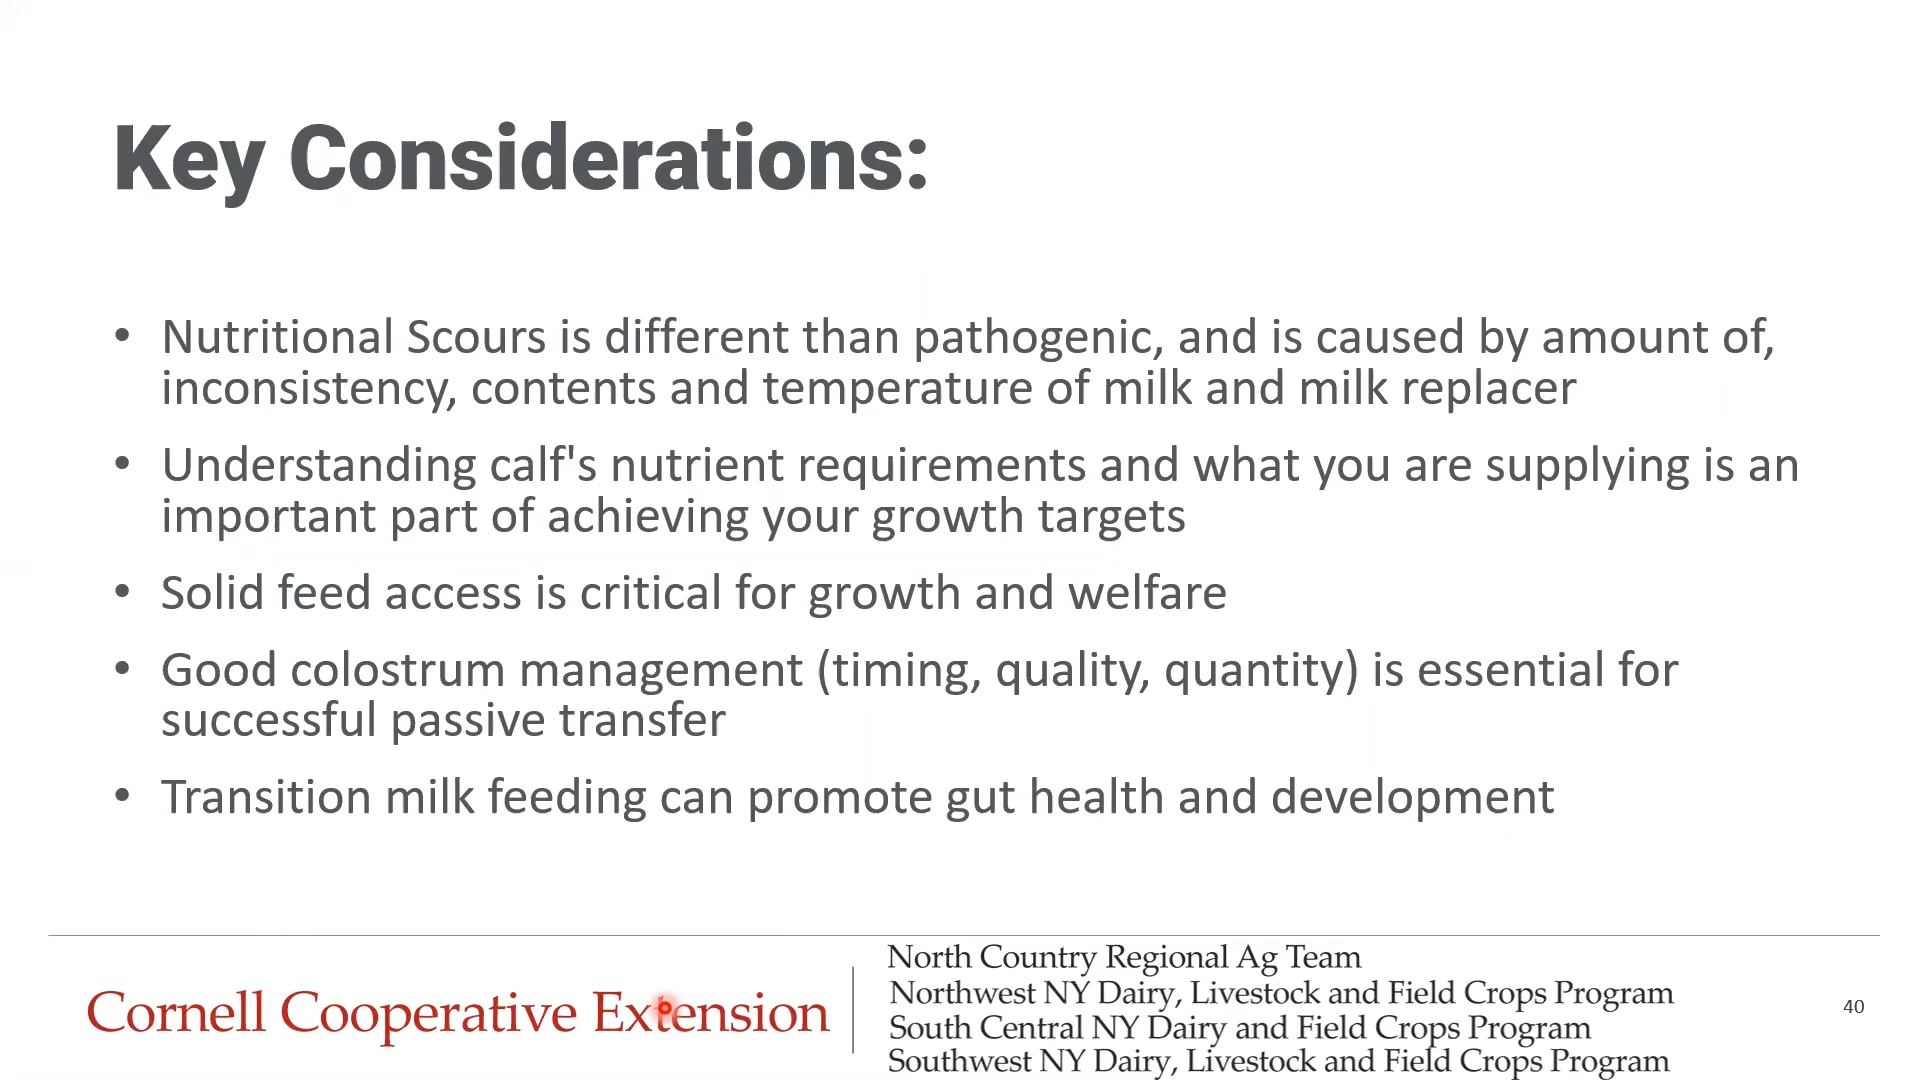 Key Considerations:
• Nutritional Scours is different than pathogenic, and is caused by amount of,
inconsistency, contents and temperature of milk and milk replacer
• Understanding calf's nutrient requirements and what you are supplying is an
important part of achieving your growth targets
• Solid feed access is critical for growth and welfare
• Good colostrum management (timing, quality, quantity) is essential for
successful passive transfer
• Transition milk feeding can promote gut health and development
Cornell Cooperative Extension
North Country Regional Ag Team
Northwest NY Dairy, Livestock and Field Crops Program
South Central NY Dairy and Field Crops Program
Southwest NY Dairy, Livestock and Field Crops Program
40